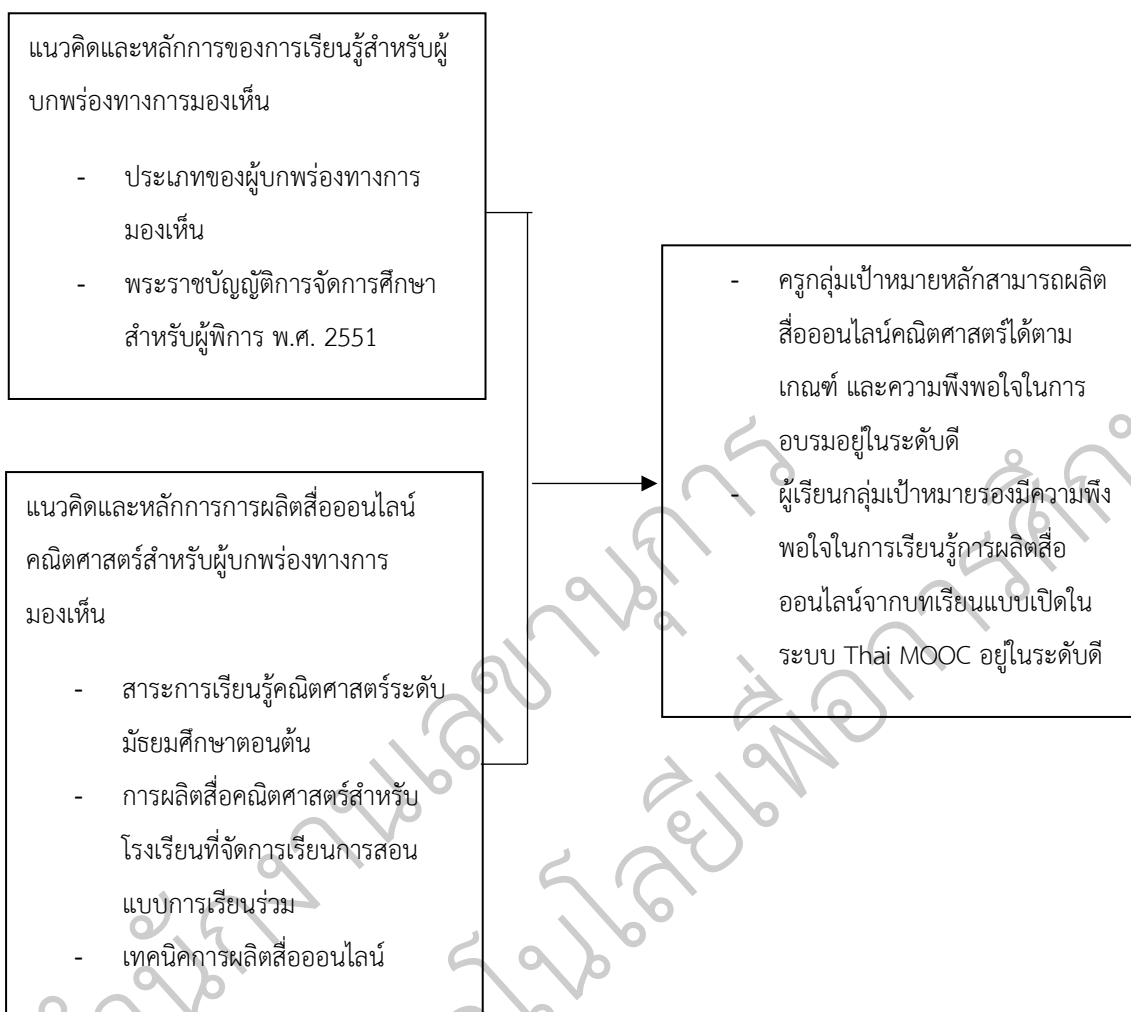 แนวคิดและหลักการของการเรียนรู้สำหรับผู้
บกพร่องทางการมองเห็น
- ประเภทของผู้บกพร่องทางการ
มองเห็น
- พระราชบัญญัติการจัดการศึกษา
สำหรับผู้พิการ พ.ศ. 2551
แนวคิดและหลักการการผลิตสื่อออนไลน์
คณิตศาสตร์สำหรับผู้บกพร่องทางการ
มองเห็น
- สาระการเรียนรู้คณิตศาสตร์ระดับ
มัธยมศึกษาตอนต้น
- การผลิตสื่อคณิตศาสตร์สำหรับ
โรงเรียนที่จัดการเรียนการสอน
แบบการเรียนร่วม
- เทคนิคการผลิตสื่อออนไลน์
- ครูกลุ่มเป้าหมายหลักสามารถผลิต
สื่อออนไลน์คณิตศาสตร์ได้ตาม
เกณฑ์ และความพึงพอใจในการ
อบรมอยู่ในระดับดี
- ผู้เรียนกลุ่มเป้าหมายรองมีความพึง
พอใจในการเรียนรู้การผลิตสื่อ
ออนไลน์จากบทเรียนแบบเปิดใน
ระบบ Thai MOOC อยู่ในระดับดี